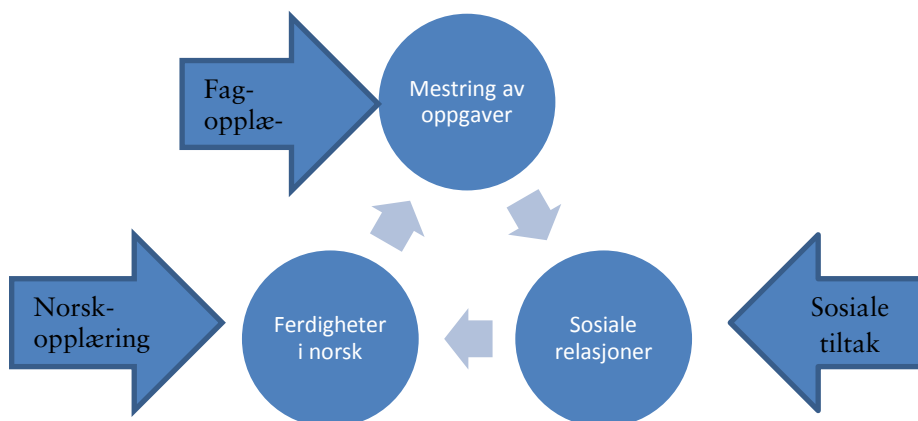 Fag-
opplæ-
Mestring av
oppgaver
Norsk-
opplæring
Ferdigheter
i norsk
Sosiale
relasjoner
Sosiale
tiltak